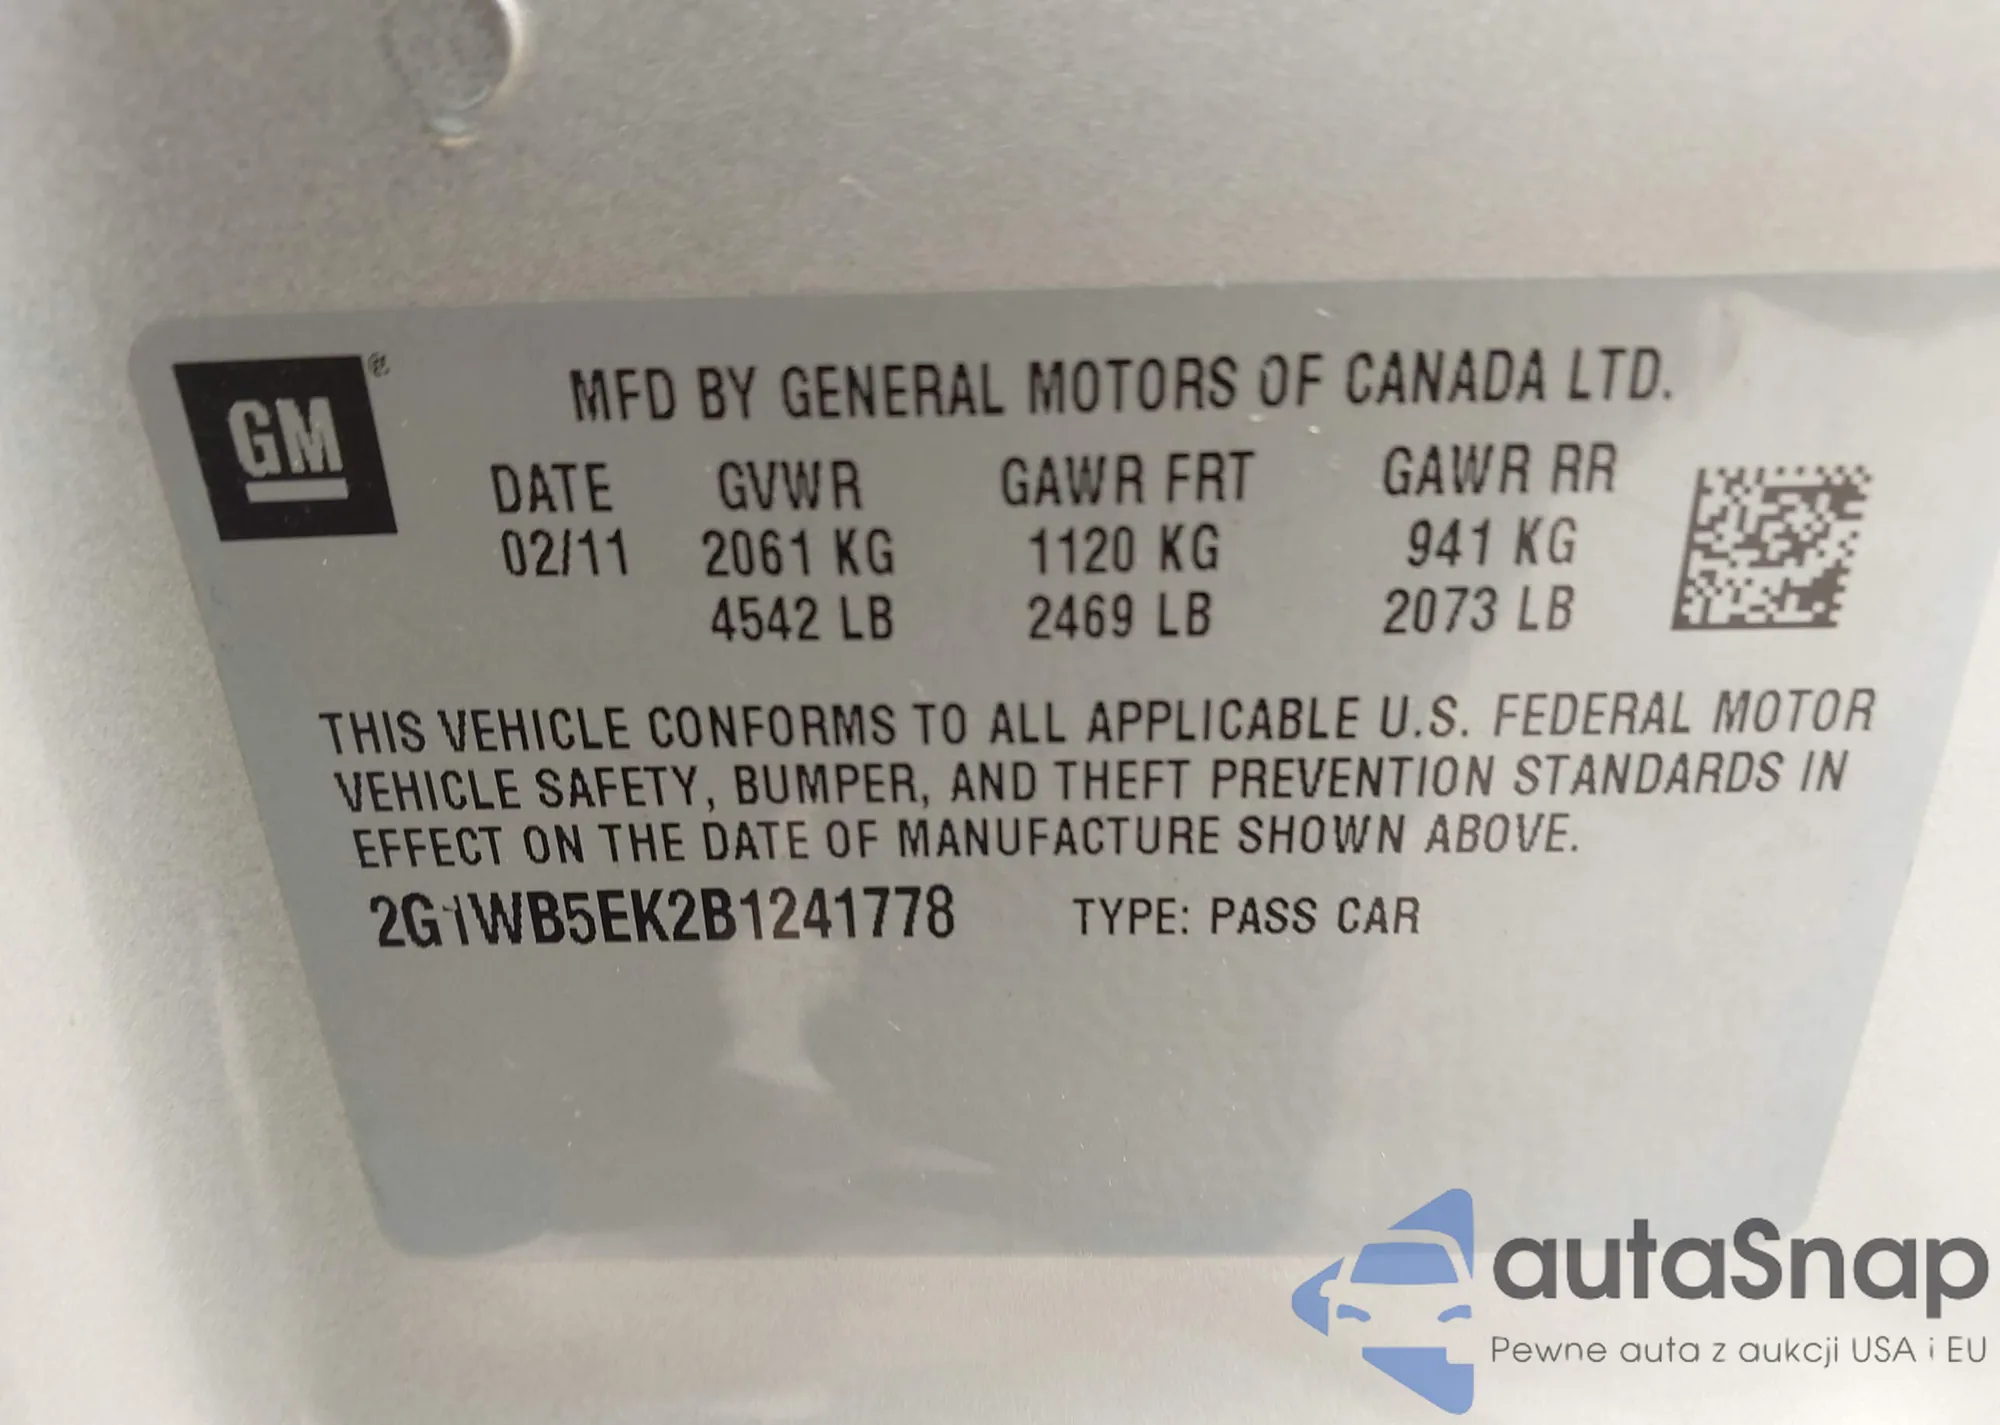 GM®
MFD BY GENERAL MOTORS OF CANADA LTD.
DATE GVWR GAWR FRT GAWR RR
02/11 2061 KG 1120 KG 941 KG
4542 LB 2469 LB 2073 LB
THIS VEHICLE CONFORMS TO ALL APPLICABLE U.S. FEDERAL MOTOR
VEHICLE SAFETY, BUMPER, AND THEFT PREVENTION STANDARDS IN
EFFECT ON THE DATE OF MANUFACTURE SHOWN ABOVE.
2G1WB5EK2B1241778 TYPE: PASS CAR
autaSnap
Pewne auta z aukcji USA i EU